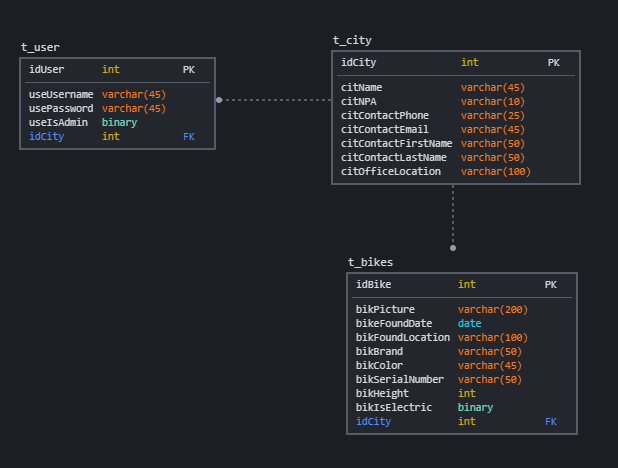 t_user
idUser int PK
useUsername varchar(45)
usePassword varchar(45)
useIsAdmin binary
idCity int FK
t_city
idCity int PK
citName varchar(45)
citNPA varchar(10)
citContactPhone varchar(25)
citContactEmail varchar(45)
citContactFirstName varchar(50)
citContactLastName varchar(50)
citOfficeLocation varchar(100)
t_bikes
idBike int PK
bikPicture varchar(200)
bikeFoundDate date
bikFoundLocation varchar(100)
bikBrand varchar(50)
bikColor varchar(45)
bikSerialNumber varchar(50)
bikHeight int
bikIsElectric binary
idCity int FK